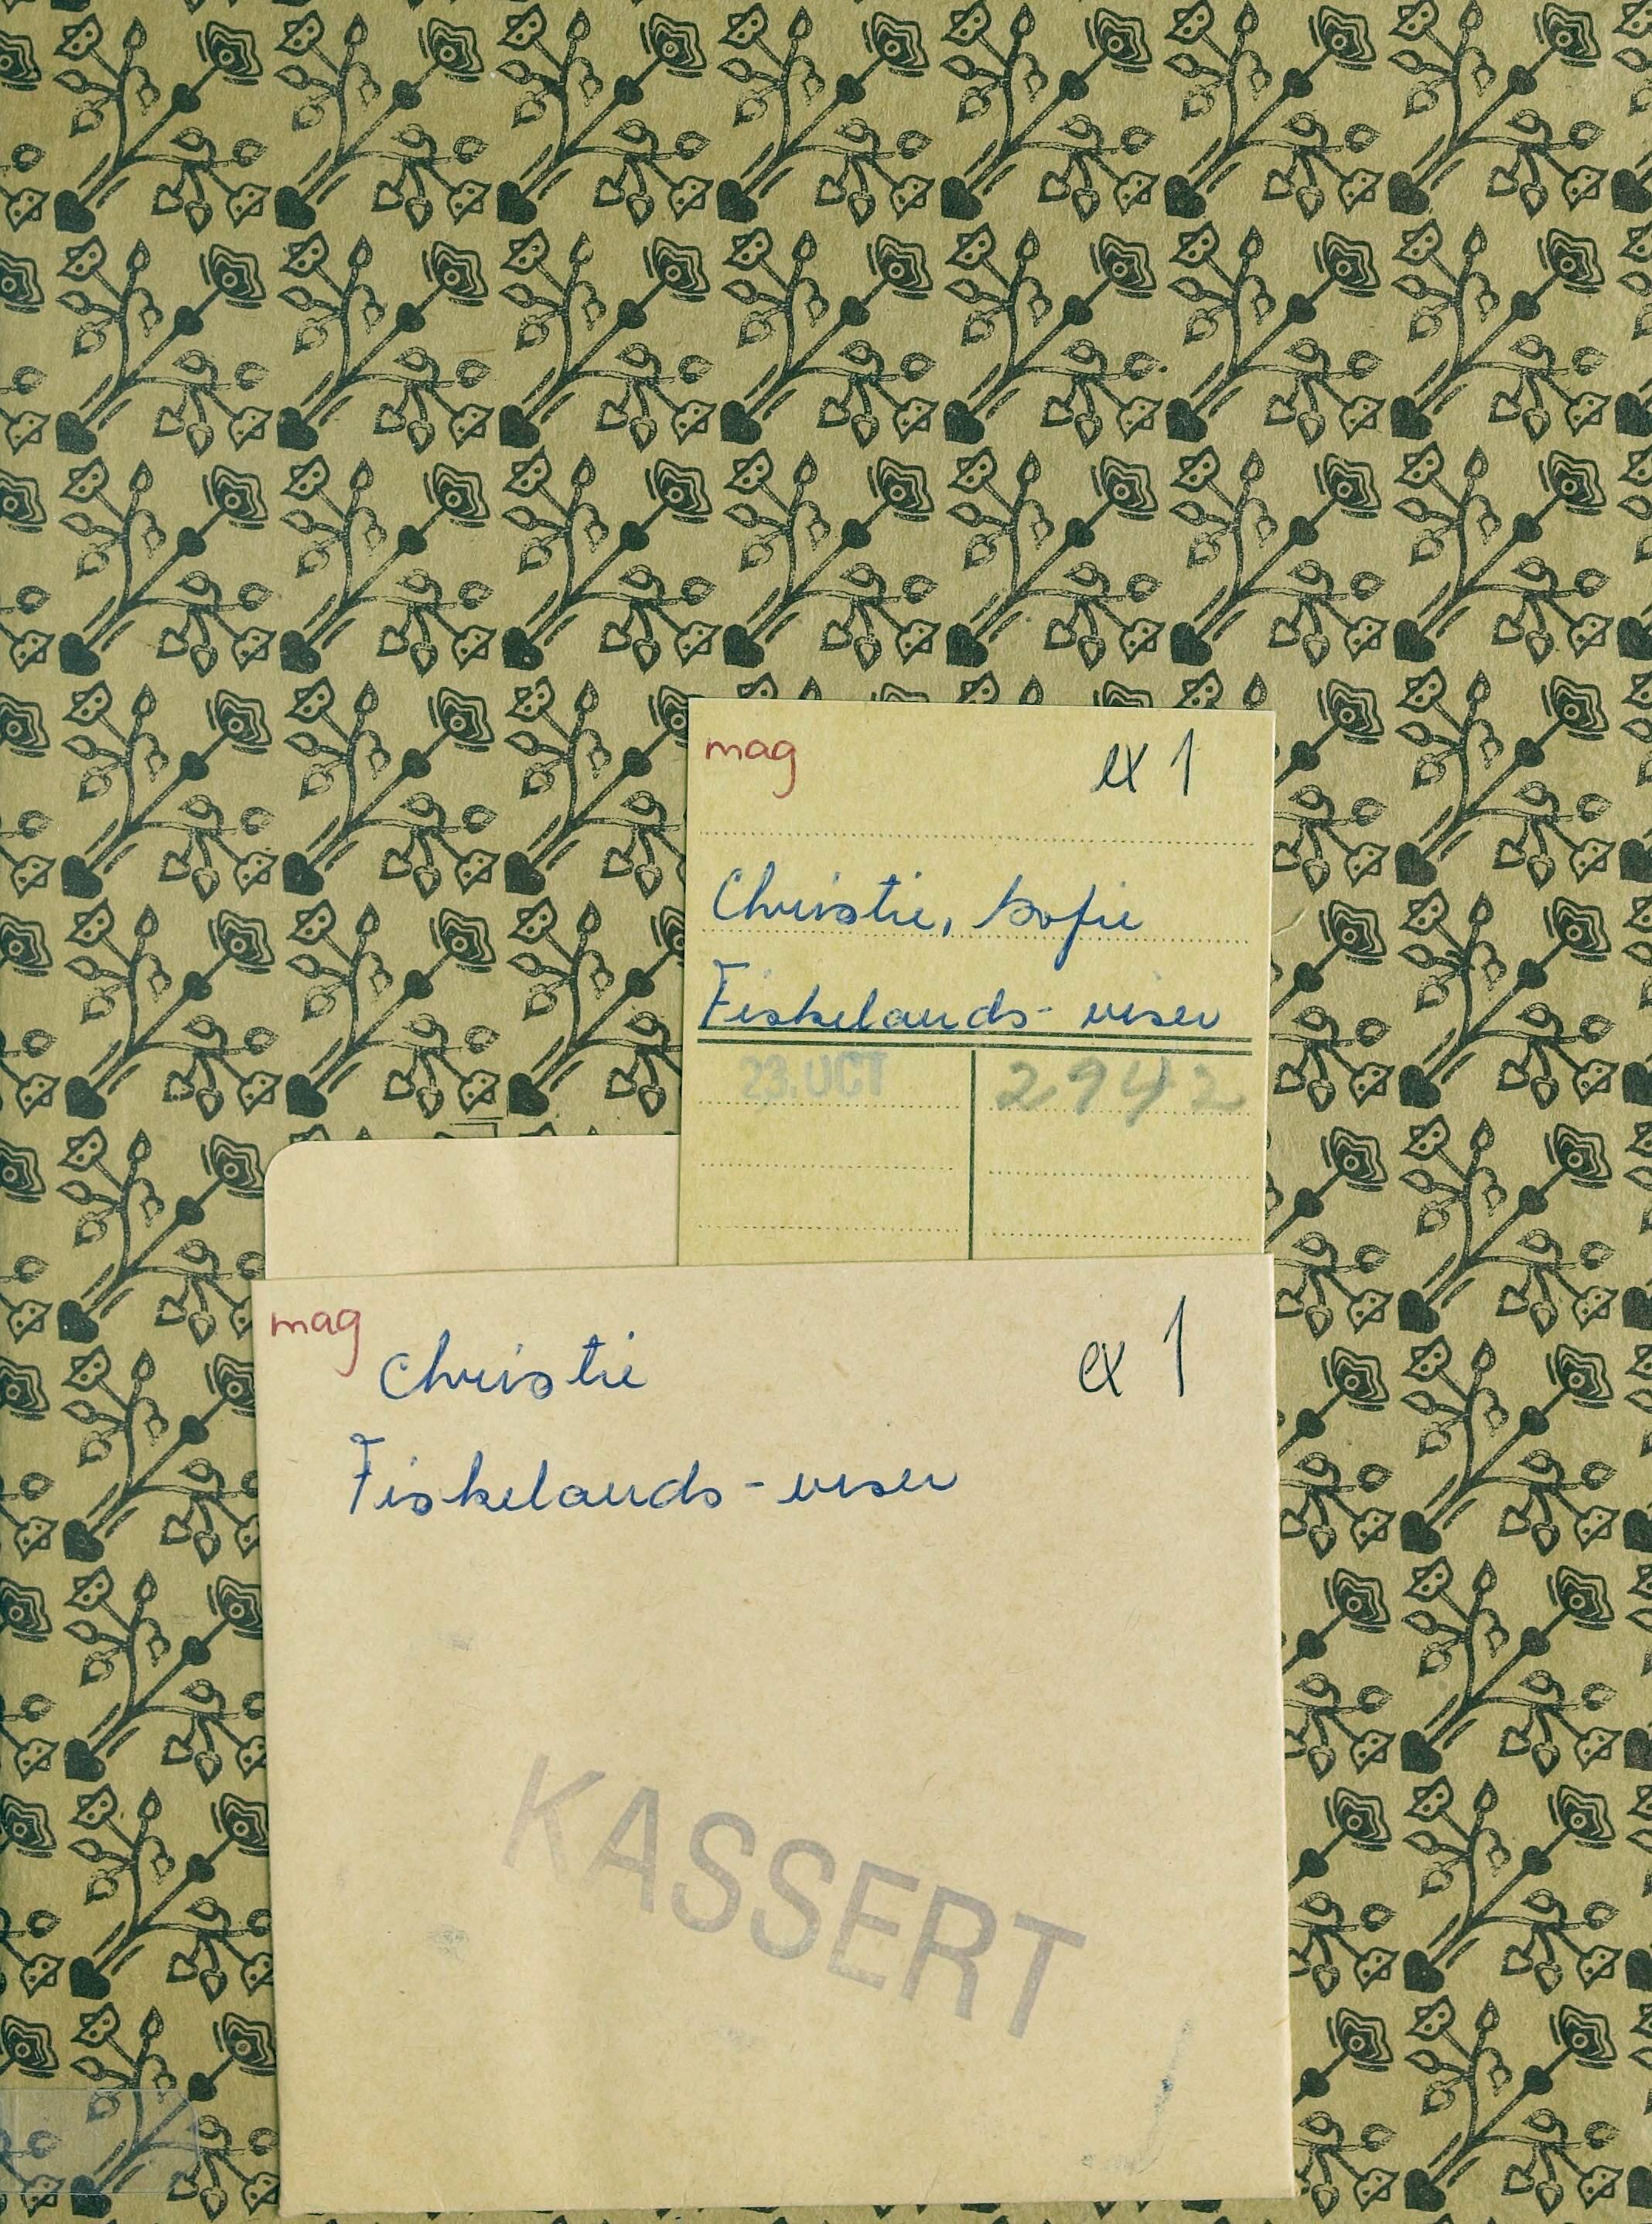 mag ex 1
Christie, Sofie
Fiskelands-viser
23. OCT 2942
mag Christie ex 1
Fiskelands-viser
KASSERT